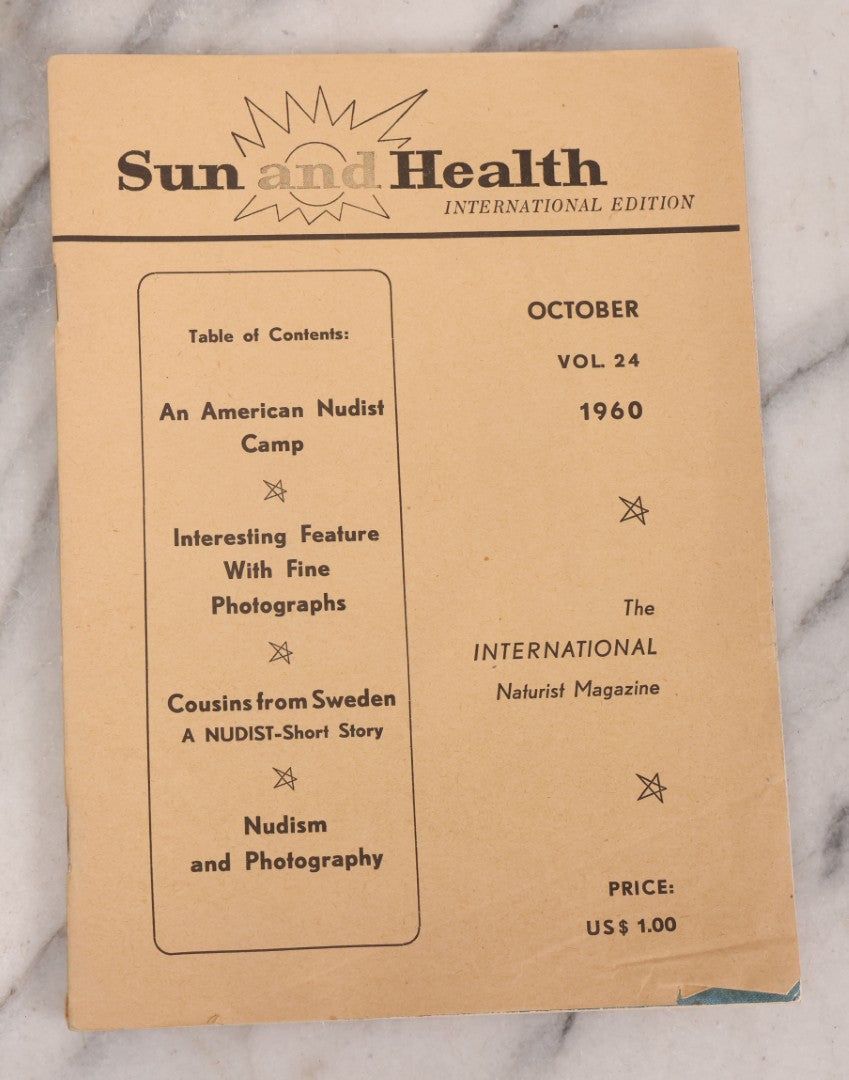 Sun and Health
INTERNATIONAL EDITION
Table of Contents:
An American Nudist
Camp
Interesting Feature
With Fine
Photographs
Cousins from Sweden
A NUDIST-Short Story
Nudism
and Photography
OCTOBER
VOL. 24
1960
The
INTERNATIONAL
Naturist Magazine
PRICE:
US $ 1.00